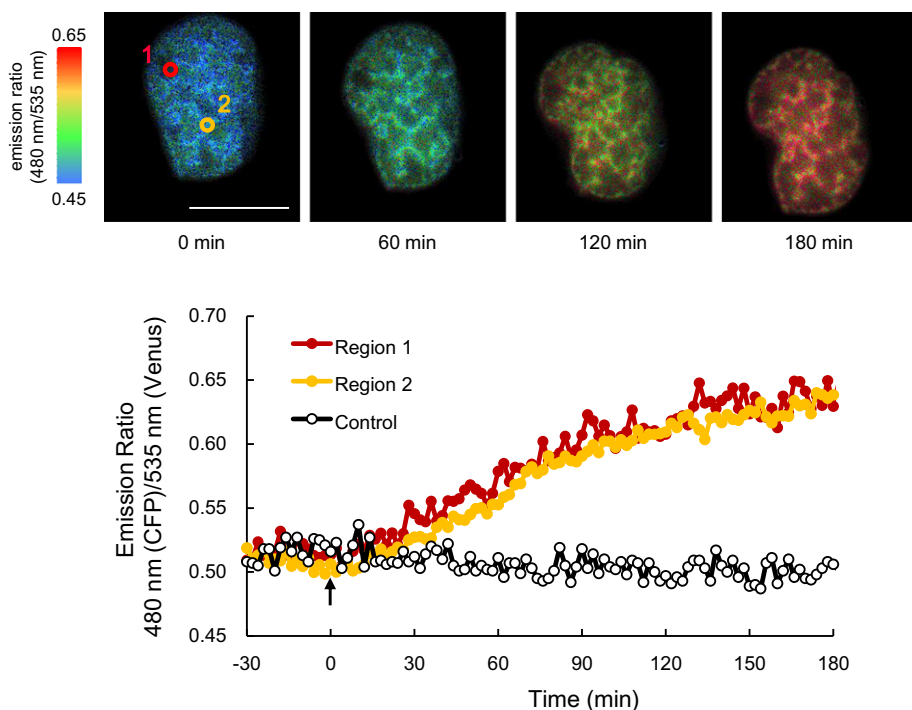 0.65
emission ratio
(480 nm/535 nm)
0.45
1
2
0 min
60 min
120 min
180 min
Emission Ratio
480 nm (CFP)/535 nm (Venus)
0.70
0.65
0.60
0.55
0.50
0.45
Region 1
Region 2
Control
-30
0
30
60
90
120
150
180
Time (min)